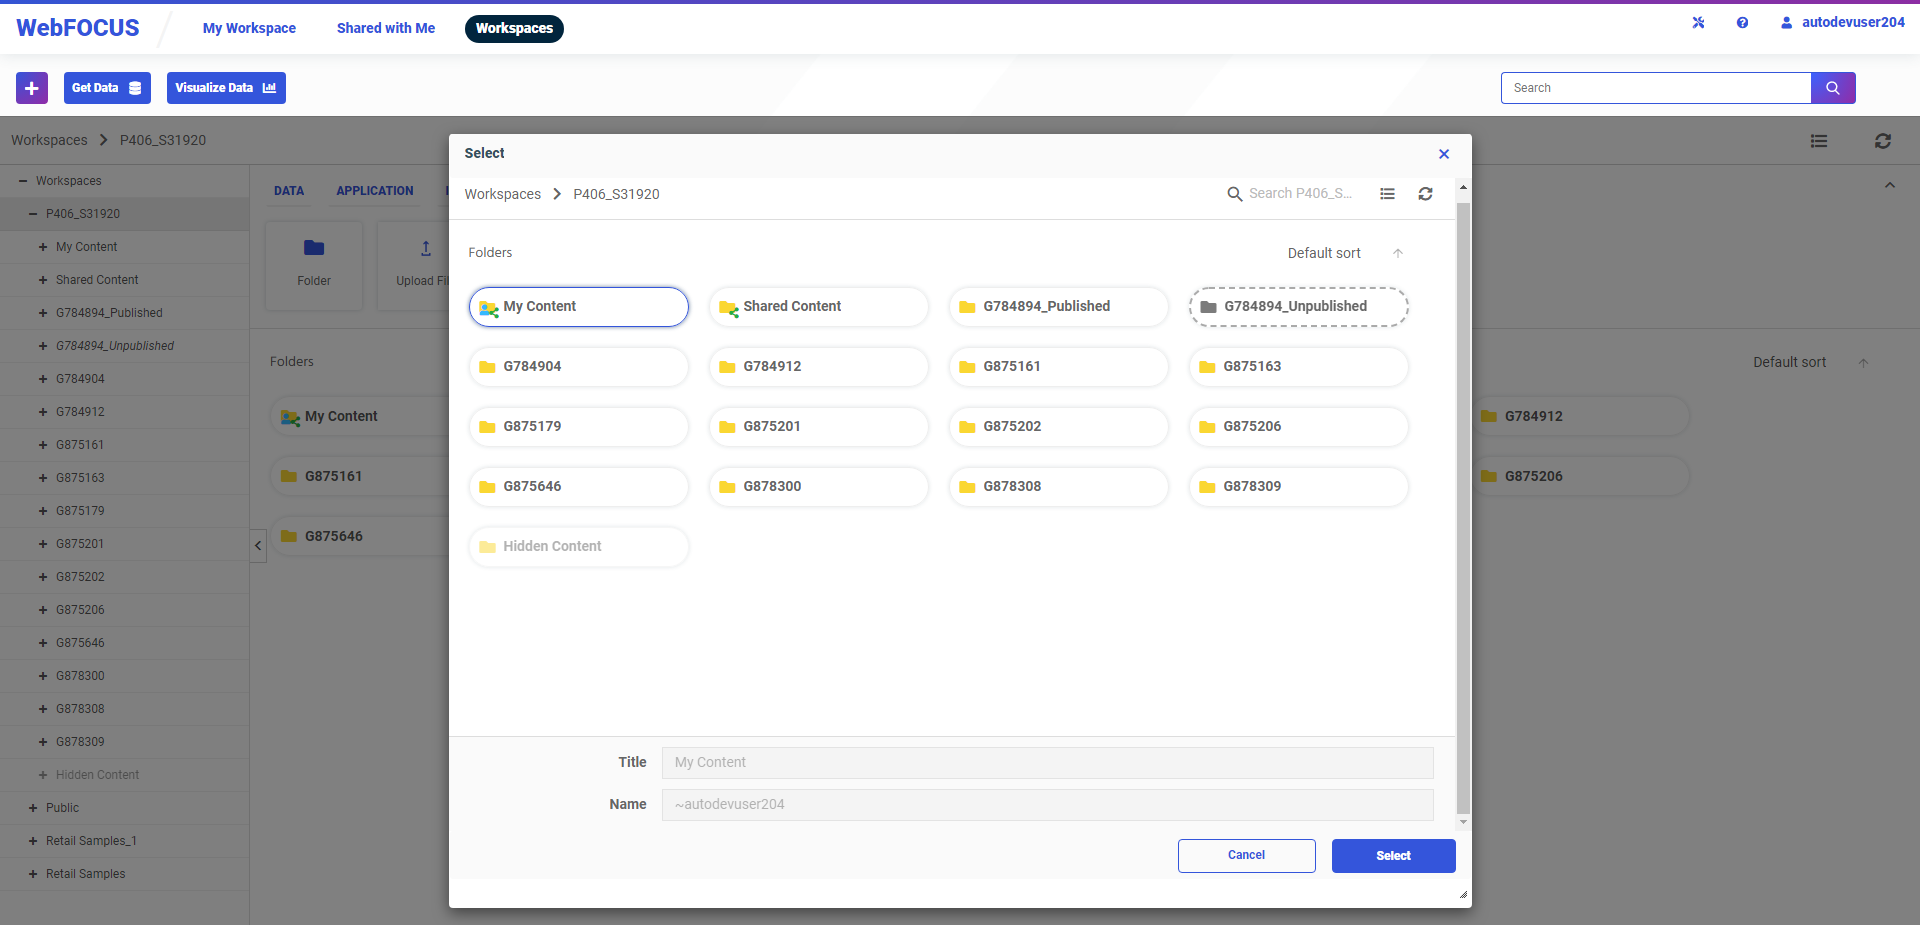 WebFOCUS
My Workspace
Shared with Me
Workspaces
autodevuser204
Get Data
Visualize Data
Search
Workspaces > P406_S31920
Workspaces
P406_S31920
My Content
Shared Content
G784894_Published
G784894_Unpublished
G784904
G784912
G875161
G875163
G875179
G875201
G875202
G875206
G875646
G878300
G878308
G878309
Hidden Content
Public
Retail Samples_1
Retail Samples
DATA
APPLICATION
Folder
Upload Fil
Folders
Default sort
My Content
G784912
G875161
G875206
G875646
Select
Workspaces > P406_S31920
Search P406_S...
Folders
Default sort
My Content
Shared Content
G784894_Published
G784894_Unpublished
G784904
G784912
G875161
G875163
G875179
G875201
G875202
G875206
G875646
G878300
G878308
G878309
Hidden Content
Title
My Content
Name
~autodevuser204
Cancel
Select